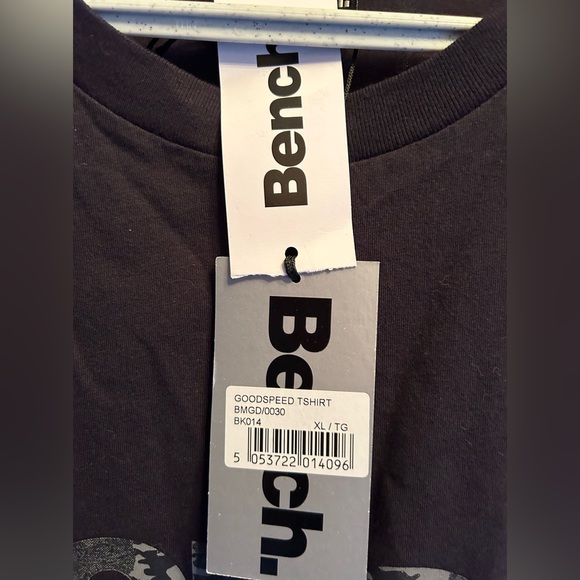 Bench.
Bench.
GOODSPEED TSHIRT
BMGD/0030
BK014 XL / TG
5 053722 014096